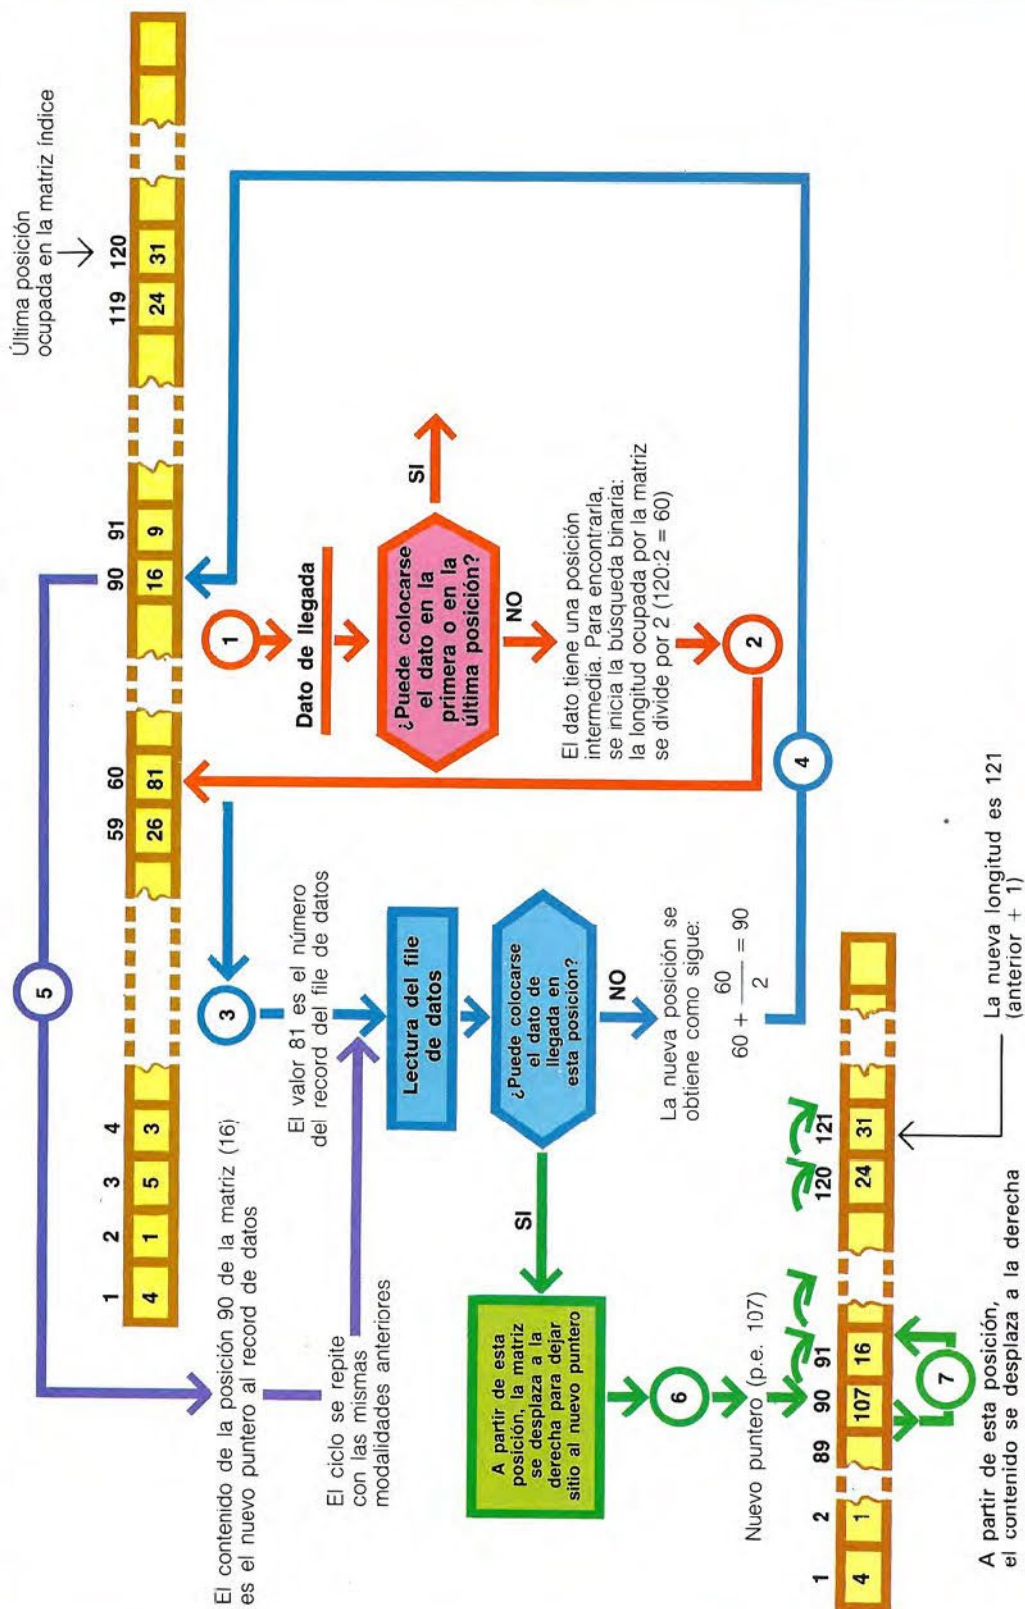 Última posición
ocupada en la matriz índice
1 2 3 4 59 60 90 91 119 120
4 1 5 3 26 81 16 9 24 31
5
El contenido de la posición 90 de la matriz (16)
es el nuevo puntero al record de datos
El ciclo se repite
con las mismas
modalidades anteriores
3
El valor 81 es el número
del record del file de datos
Lectura del file
de datos
¿Puede colocarse
el dato de
llegada en
esta posición?
SI
NO
La nueva posición se
obtiene como sigue:
60 + 60/2 = 90
4
1
Dato de llegada
¿Puede colocarse
el dato en la
primera o en la
última posición?
SI
NO
El dato tiene una posición
intermedia. Para encontrarla,
se inicia la búsqueda binaria:
la longitud ocupada por la matriz
se divide por 2 (120:2 = 60)
2
A partir de esta
posición, la matriz
se desplaza a la
derecha para dejar
sitio al nuevo puntero
6
Nuevo puntero (p.e. 107)
1 2 89 90 91 120 121
4 1 107 16 24 31
7
A partir de esta posición,
el contenido se desplaza a la derecha
La nueva longitud es 121
(anterior + 1)